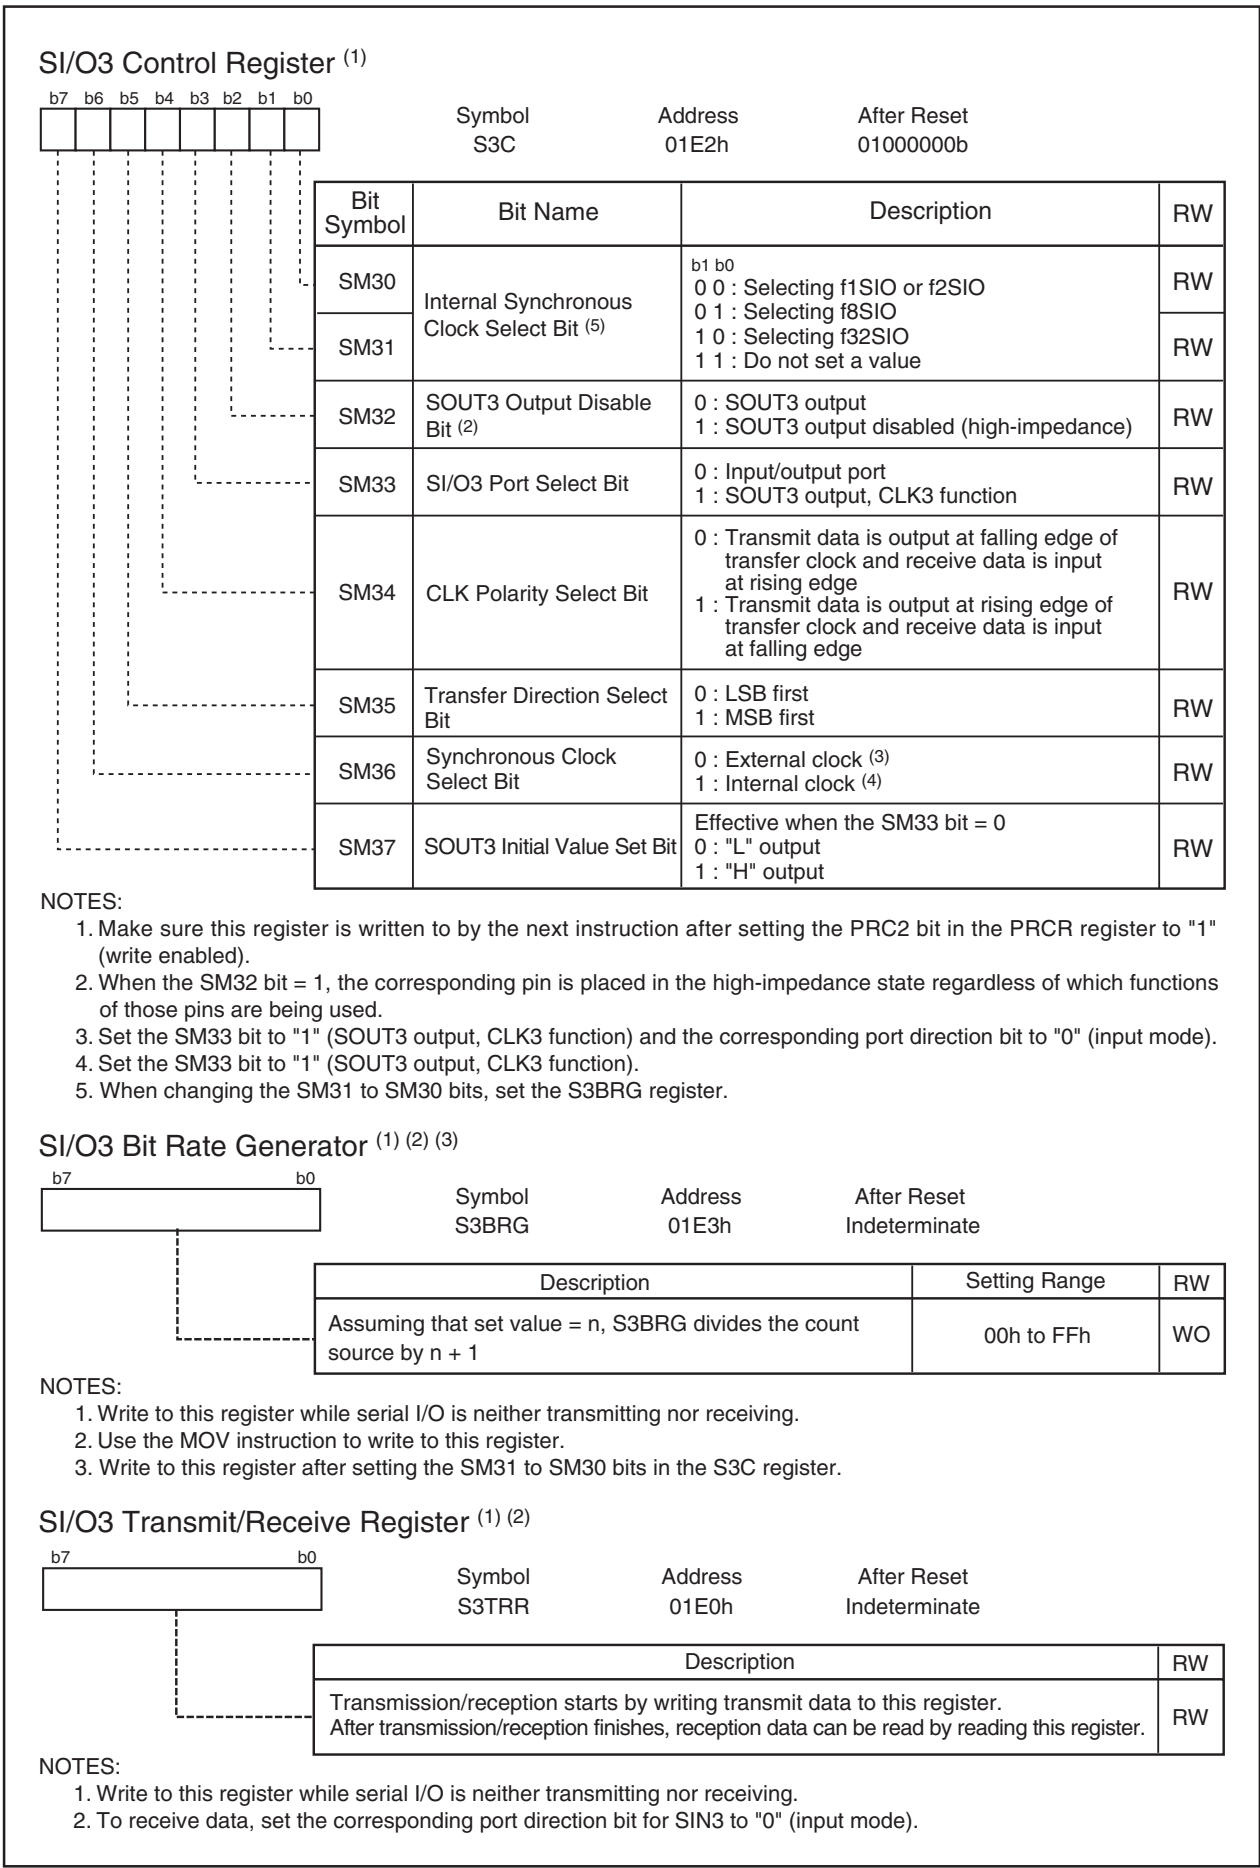 SI/O3 Control Register (1)
b7 b6 b5 b4 b3 b2 b1 b0
Symbol Address After Reset
S3C 01E2h 01000000b
Bit Symbol Bit Name Description RW
SM30 Internal Synchronous Clock Select Bit (5) b1 b0 RW
0 0 : Selecting f1SIO or f2SIO
0 1 : Selecting f8SIO
SM31 1 0 : Selecting f32SIO RW
1 1 : Do not set a value
SM32 SOUT3 Output Disable Bit (2) 0 : SOUT3 output RW
1 : SOUT3 output disabled (high-impedance)
SM33 SI/O3 Port Select Bit 0 : Input/output port RW
1 : SOUT3 output, CLK3 function
SM34 CLK Polarity Select Bit 0 : Transmit data is output at falling edge of RW
transfer clock and receive data is input
at rising edge
1 : Transmit data is output at rising edge of
transfer clock and receive data is input
at falling edge
SM35 Transfer Direction Select Bit 0 : LSB first RW
1 : MSB first
SM36 Synchronous Clock Select Bit 0 : External clock (3) RW
1 : Internal clock (4)
SM37 SOUT3 Initial Value Set Bit Effective when the SM33 bit = 0 RW
0 : "L" output
1 : "H" output
NOTES:
1. Make sure this register is written to by the next instruction after setting the PRC2 bit in the PRCR register to "1"
(write enabled).
2. When the SM32 bit = 1, the corresponding pin is placed in the high-impedance state regardless of which functions
of those pins are being used.
3. Set the SM33 bit to "1" (SOUT3 output, CLK3 function) and the corresponding port direction bit to "0" (input mode).
4. Set the SM33 bit to "1" (SOUT3 output, CLK3 function).
5. When changing the SM31 to SM30 bits, set the S3BRG register.
SI/O3 Bit Rate Generator (1) (2) (3)
b7 b0
Symbol Address After Reset
S3BRG 01E3h Indeterminate
Description Setting Range RW
Assuming that set value = n, S3BRG divides the count 00h to FFh WO
source by n + 1
NOTES:
1. Write to this register while serial I/O is neither transmitting nor receiving.
2. Use the MOV instruction to write to this register.
3. Write to this register after setting the SM31 to SM30 bits in the S3C register.
SI/O3 Transmit/Receive Register (1) (2)
b7 b0
Symbol Address After Reset
S3TRR 01E0h Indeterminate
Description RW
Transmission/reception starts by writing transmit data to this register. RW
After transmission/reception finishes, reception data can be read by reading this register.
NOTES:
1. Write to this register while serial I/O is neither transmitting nor receiving.
2. To receive data, set the corresponding port direction bit for SIN3 to "0" (input mode).